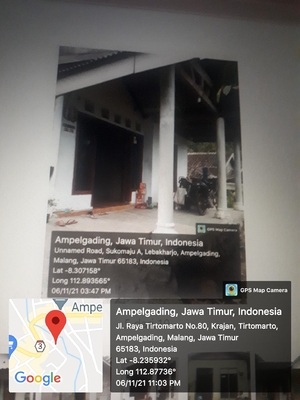 GPS Map Camera
Ampelgading, Jawa Timur, Indonesia
Unnamed Road, Sukomaju A, Lebakharjo, Ampelgading,
Malang, Jawa Timur 65183, Indonesia
Lat -8.307158°
Long 112.893565°
06/11/21 03:47 PM
GPS Map Camera
Ampe
3
Google
Ampelgading, Jawa Timur, Indonesia
Jl. Raya Tirtomarto No.80, Krajan, Tirtomarto,
Ampelgading, Malang, Jawa Timur
65183, Indonesia
Lat -8.235932°
Long 112.87736°
06/11/21 11:03 PM